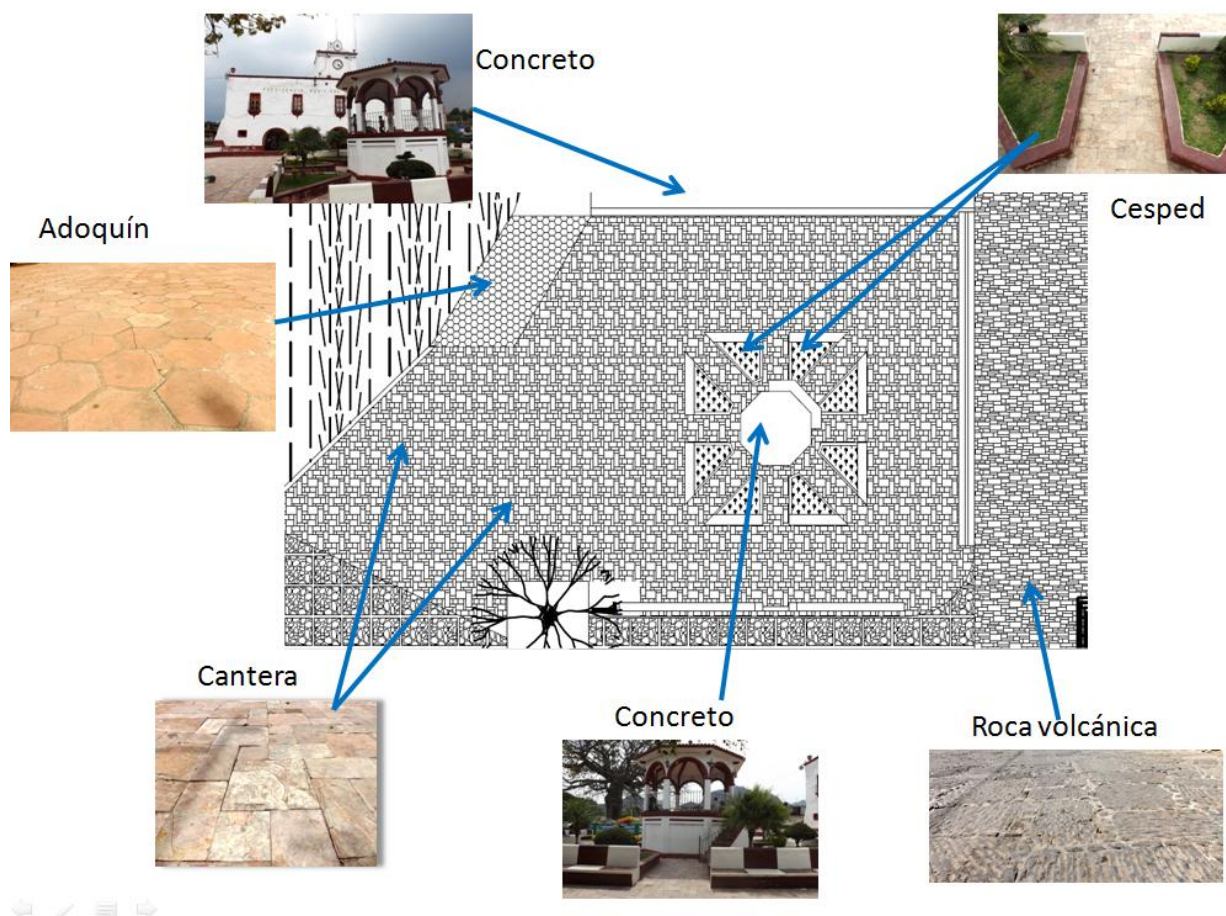 Concreto
Cesped
Adoquín
Cantera
Concreto
Roca volcánica